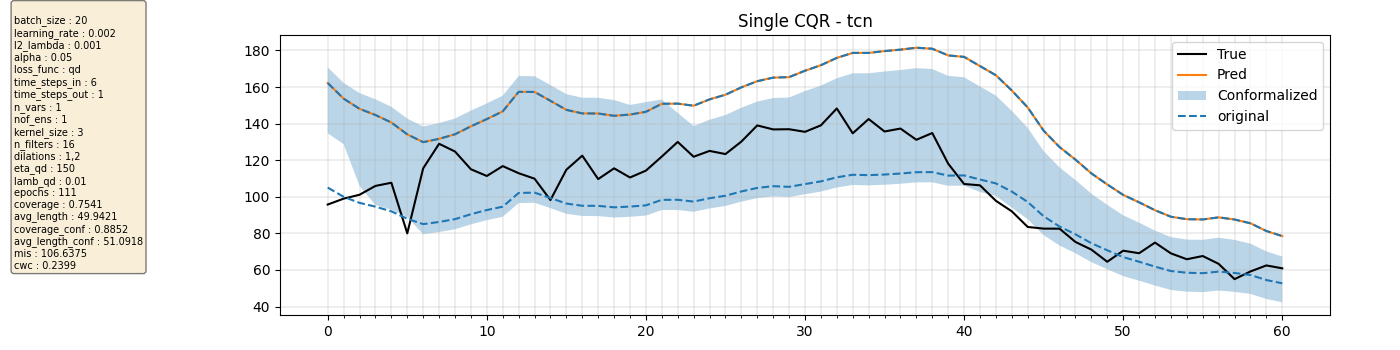 batch_size : 20
learning_rate : 0.002
l2_lambda : 0.001
alpha : 0.05
loss_func : qd
time_steps_in : 6
time_steps_out : 1
n_vars : 1
nof_ens : 1
kernel_size : 3
n_filters : 16
dilations : 1,2
eta_qd : 150
lamb_qd : 0.01
epochs : 111
coverage : 0.7541
avg_length : 49.9421
coverage_conf : 0.8852
avg_length_conf : 51.0918
mis : 106.6375
cwc : 0.2399
Single CQR - tcn
180
160
140
120
100
80
60
40
True
Pred
Conformalized
original
0 10 20 30 40 50 60